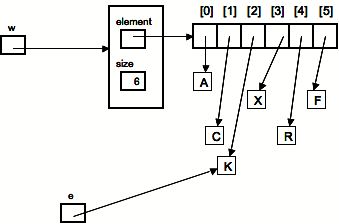 [0] [1] [2] [3] [4] [5]
element
w
size
6
A
X
F
C
R
K
e